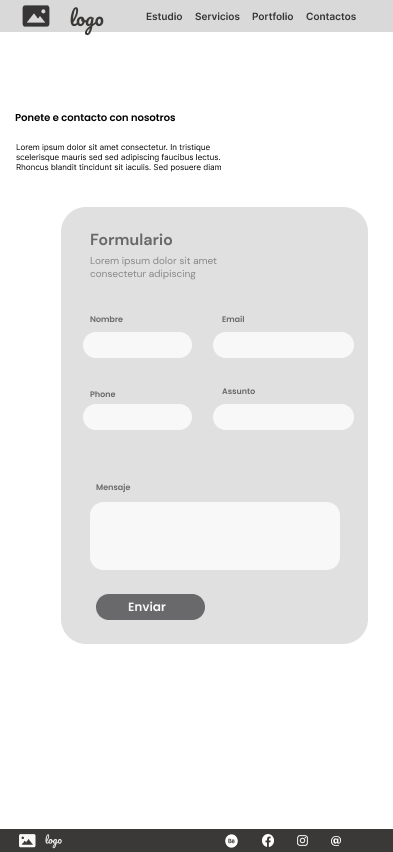 logo Estudio Servicios Portfolio Contactos
Ponete e contacto con nosotros
Lorem ipsum dolor sit amet consectetur. In tristique
scelerisque mauris sed sed adipiscing faucibus lectus.
Rhoncus blandit tincidunt sit iaculis. Sed posuere diam
Formulario
Lorem ipsum dolor sit amet
consectetur adipiscing
Nombre Email
Phone Assunto
Mensaje
Enviar
logo Bē @